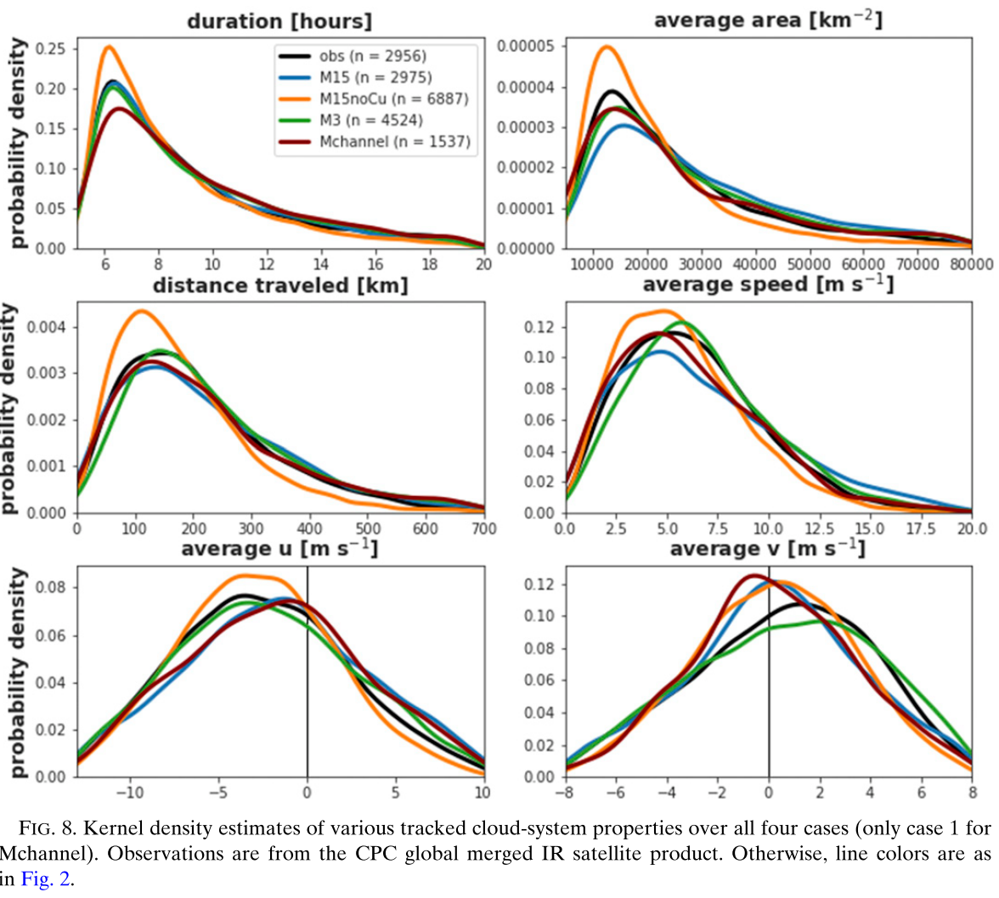 duration [hours]
probability density
0.25
0.20
0.15
0.10
0.05
0.00
6 8 10 12 14 16 18 20
obs (n = 2956)
M15 (n = 2975)
M15noCu (n = 6887)
M3 (n = 4524)
Mchannel (n = 1537)
average area [km⁻²]
0.00005
0.00004
0.00003
0.00002
0.00001
0.00000
10000 20000 30000 40000 50000 60000 70000 80000
distance traveled [km]
probability density
0.004
0.003
0.002
0.001
0.000
0 100 200 300 400 500 600 700
average speed [m s⁻¹]
0.12
0.10
0.08
0.06
0.04
0.02
0.00
0.0 2.5 5.0 7.5 10.0 12.5 15.0 17.5 20.0
average u [m s⁻¹]
probability density
0.08
0.06
0.04
0.02
0.00
−10 −5 0 5 10
average v [m s⁻¹]
0.12
0.10
0.08
0.06
0.04
0.02
0.00
−8 −6 −4 −2 0 2 4 6 8
FIG. 8. Kernel density estimates of various tracked cloud-system properties over all four cases (only case 1 for
Mchannel). Observations are from the CPC global merged IR satellite product. Otherwise, line colors are as
in Fig. 2.